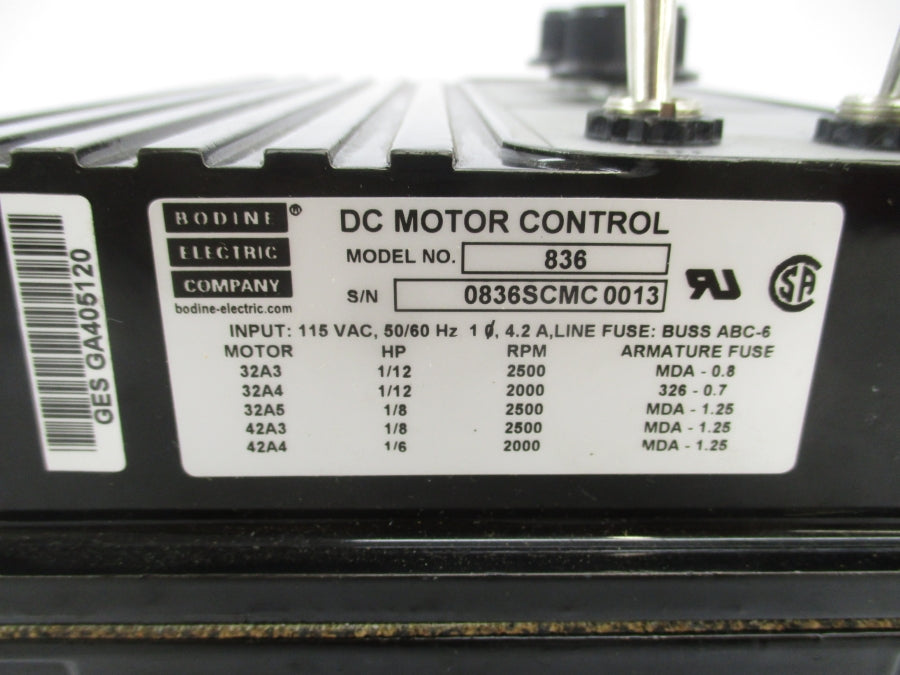 GES GA405120
BODINE ®
ELECTRIC
COMPANY
bodine-electric.com
DC MOTOR CONTROL
MODEL NO. 836
S/N 0836SCMC 0013
INPUT: 115 VAC, 50/60 Hz 1 ϕ, 4.2 A,LINE FUSE: BUSS ABC-6
MOTOR HP RPM ARMATURE FUSE
32A3 1/12 2500 MDA - 0.8
32A4 1/12 2000 326 - 0.7
32A5 1/8 2500 MDA - 1.25
42A3 1/8 2500 MDA - 1.25
42A4 1/6 2000 MDA - 1.25